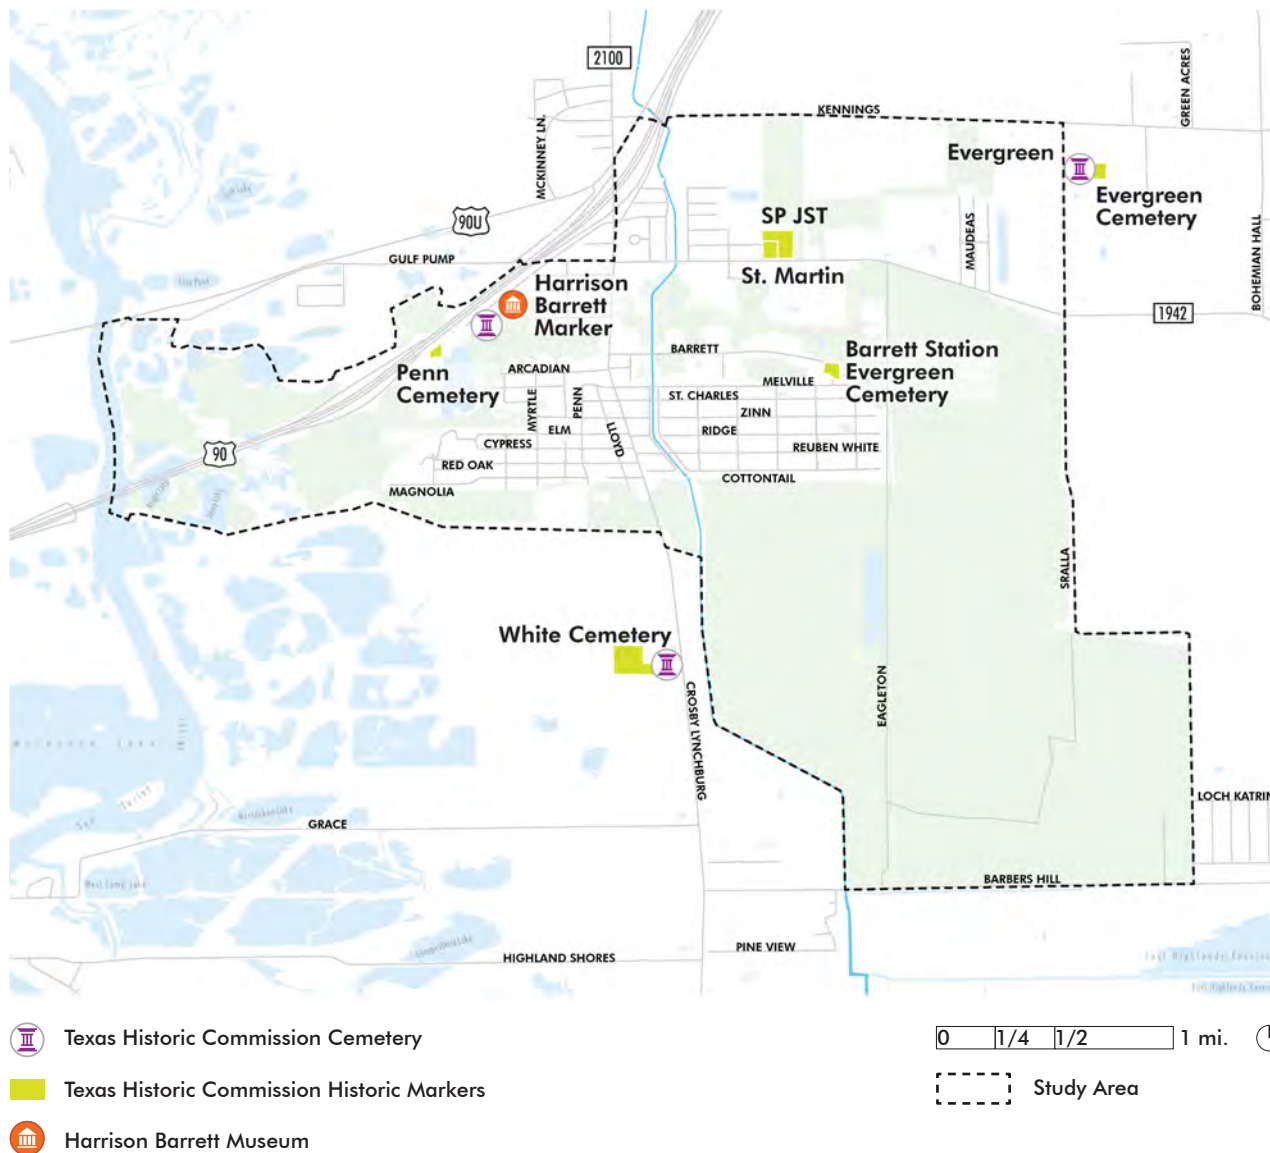 2100
KENNINGS
GREEN ACRES
MCKINNEY LN.
Evergreen
Evergreen
Cemetery
90U
SP JST
MAUDEAS
BOHEMIAN HALL
GULF PUMP
St. Martin
Harrison
Barrett
Marker
1942
BARRETT
Barrett Station
Evergreen
Cemetery
Penn
Cemetery
ARCADIAN
MELVILLE
MYRTLE
PENN
ST. CHARLES
ZINN
ELM
LLOYD
RIDGE
CYPRESS
REUBEN WHITE
90
RED OAK
COTTONTAIL
MAGNOLIA
SRALLA
White Cemetery
EAGLETON
CROSBY LYNCHBURG
LOCH KATRIN
GRACE
West Long Lake
BARBERS HILL
PINE VIEW
HIGHLAND SHORES
Texas Historic Commission Cemetery
0 1/4 1/2 1 mi.
Texas Historic Commission Historic Markers
Study Area
Harrison Barrett Museum